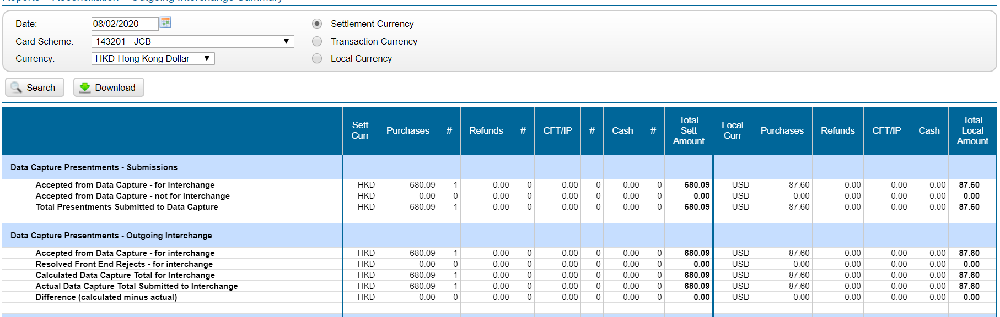 Reports > Reconciliation > Outgoing Interchange Summary
Date: 08/02/2020 Settlement Currency
Card Scheme: 143201 - JCB Transaction Currency
Currency: HKD-Hong Kong Dollar Local Currency
Search Download
Sett Curr Purchases # Refunds # CFT/IP # Cash # Total Sett Amount Local Curr Purchases Refunds CFT/IP Cash Total Local Amount
Data Capture Presentments - Submissions
Accepted from Data Capture - for interchange HKD 680.09 1 0.00 0 0.00 0 0.00 0 680.09 USD 87.60 0.00 0.00 0.00 87.60
Accepted from Data Capture - not for interchange HKD 0.00 0 0.00 0 0.00 0 0.00 0 0.00 USD 0.00 0.00 0.00 0.00 0.00
Total Presentments Submitted to Data Capture HKD 680.09 1 0.00 0 0.00 0 0.00 0 680.09 USD 87.60 0.00 0.00 0.00 87.60
Data Capture Presentments - Outgoing Interchange
Accepted from Data Capture - for interchange HKD 680.09 1 0.00 0 0.00 0 0.00 0 680.09 USD 87.60 0.00 0.00 0.00 87.60
Resolved Front End Rejects - for interchange HKD 0.00 0 0.00 0 0.00 0 0.00 0 0.00 USD 0.00 0.00 0.00 0.00 0.00
Calculated Data Capture Total for Interchange HKD 680.09 1 0.00 0 0.00 0 0.00 0 680.09 USD 87.60 0.00 0.00 0.00 87.60
Actual Data Capture Total Submitted to Interchange HKD 680.09 1 0.00 0 0.00 0 0.00 0 680.09 USD 87.60 0.00 0.00 0.00 87.60
Difference (calculated minus actual) HKD 0.00 0 0.00 0 0.00 0 0.00 0 0.00 USD 0.00 0.00 0.00 0.00 0.00